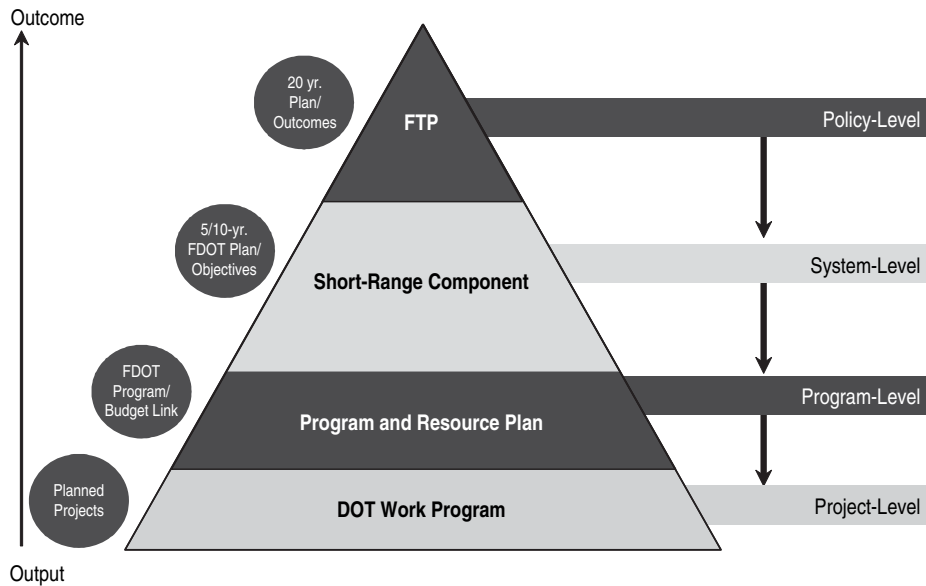 Outcome
20 yr.
Plan/
Outcomes
FTP
Policy-Level
5/10-yr.
FDOT Plan/
Objectives
Short-Range Component
System-Level
FDOT
Program/
Budget Link
Program and Resource Plan
Program-Level
Planned
Projects
DOT Work Program
Project-Level
Output